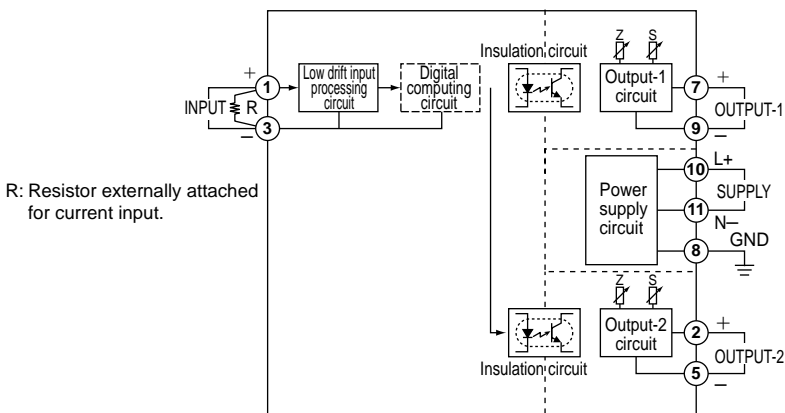 Insulation circuit
Z S
Low drift input
processing
circuit
Digital
computing
circuit
Output-1
circuit
+
1
INPUT
R
3
−
7
+
OUTPUT-1
9
−
R: Resistor externally attached
for current input.
Power
supply
circuit
10
L+
SUPPLY
11
N−
8
GND
Z S
Output-2
circuit
2
+
OUTPUT-2
5
−
Insulation circuit